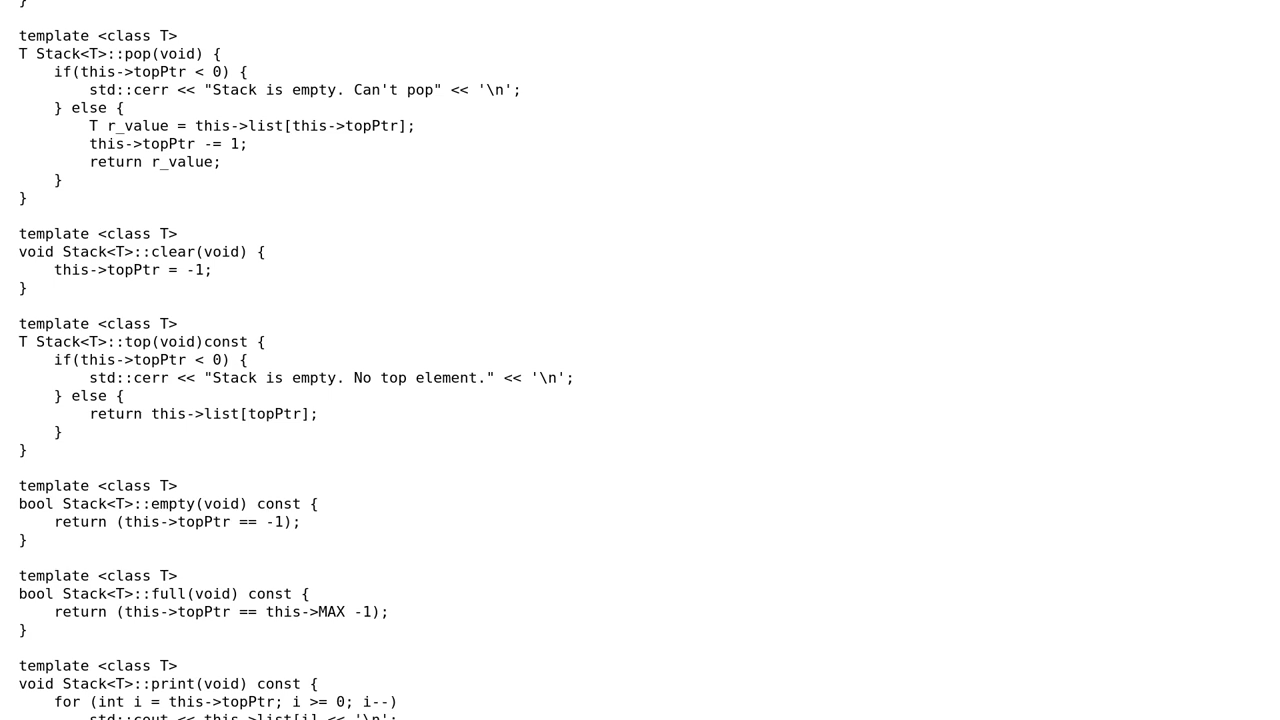 }
template <class T>
T Stack<T>::pop(void) {
    if(this->topPtr < 0) {
        std::cerr << "Stack is empty. Can't pop" << '\n';
    } else {
        T r_value = this->list[this->topPtr];
        this->topPtr -= 1;
        return r_value;
    }
}
template <class T>
void Stack<T>::clear(void) {
    this->topPtr = -1;
}
template <class T>
T Stack<T>::top(void)const {
    if(this->topPtr < 0) {
        std::cerr << "Stack is empty. No top element." << '\n';
    } else {
        return this->list[topPtr];
    }
}
template <class T>
bool Stack<T>::empty(void) const {
    return (this->topPtr == -1);
}
template <class T>
bool Stack<T>::full(void) const {
    return (this->topPtr == this->MAX -1);
}
template <class T>
void Stack<T>::print(void) const {
    for (int i = this->topPtr; i >= 0; i--)
        std::cout << this->list[i] << '\n';